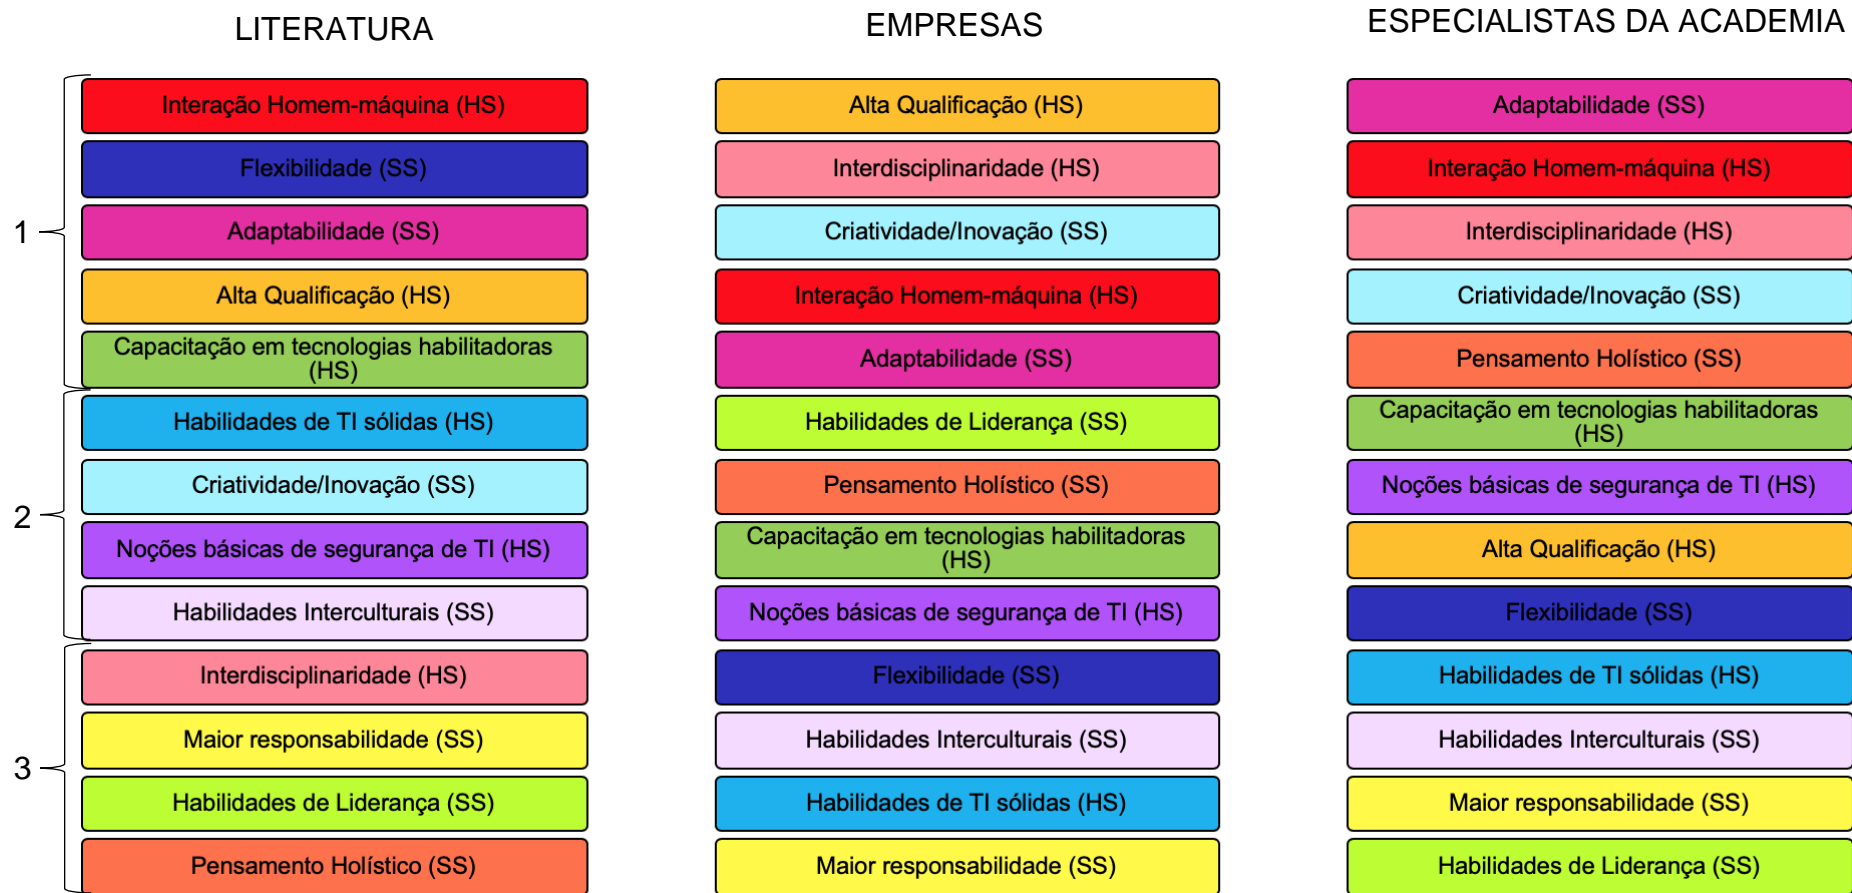 LITERATURA
Interação Homem-máquina (HS)
Flexibilidade (SS)
Adaptabilidade (SS)
Alta Qualificação (HS)
Capacitação em tecnologias habilitadoras
(HS)
Habilidades de TI sólidas (HS)
Criatividade/Inovação (SS)
Noções básicas de segurança de TI (HS)
Habilidades Interculturais (SS)
Interdisciplinaridade (HS)
Maior responsabilidade (SS)
Habilidades de Liderança (SS)
Pensamento Holístico (SS)
1
2
3
EMPRESAS
Alta Qualificação (HS)
Interdisciplinaridade (HS)
Criatividade/Inovação (SS)
Interação Homem-máquina (HS)
Adaptabilidade (SS)
Habilidades de Liderança (SS)
Pensamento Holístico (SS)
Capacitação em tecnologias habilitadoras
(HS)
Noções básicas de segurança de TI (HS)
Flexibilidade (SS)
Habilidades Interculturais (SS)
Habilidades de TI sólidas (HS)
Maior responsabilidade (SS)
ESPECIALISTAS DA ACADEMIA
Adaptabilidade (SS)
Interação Homem-máquina (HS)
Interdisciplinaridade (HS)
Criatividade/Inovação (SS)
Pensamento Holístico (SS)
Capacitação em tecnologias habilitadoras
(HS)
Noções básicas de segurança de TI (HS)
Alta Qualificação (HS)
Flexibilidade (SS)
Habilidades de TI sólidas (HS)
Habilidades Interculturais (SS)
Maior responsabilidade (SS)
Habilidades de Liderança (SS)